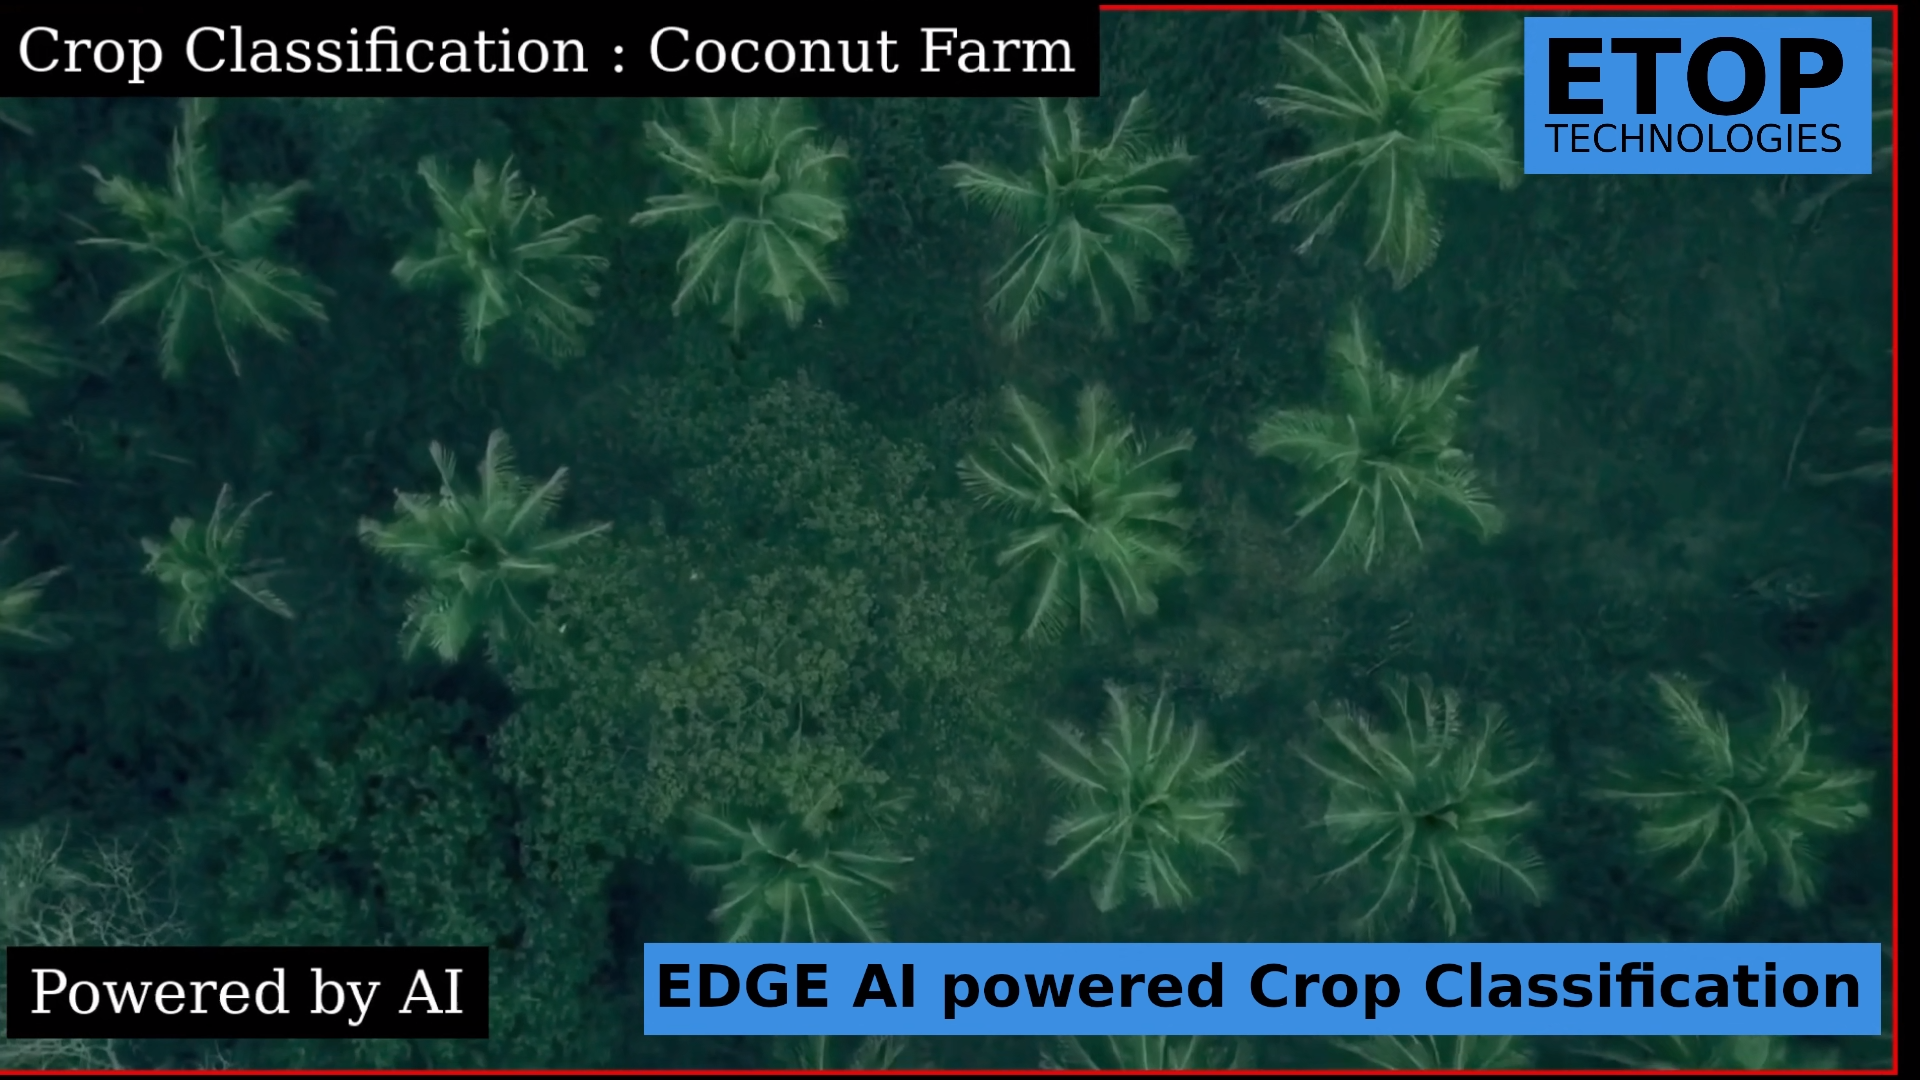 Crop Classification : Coconut Farm
ETOP
TECHNOLOGIES
Powered by AI
EDGE AI powered Crop Classification